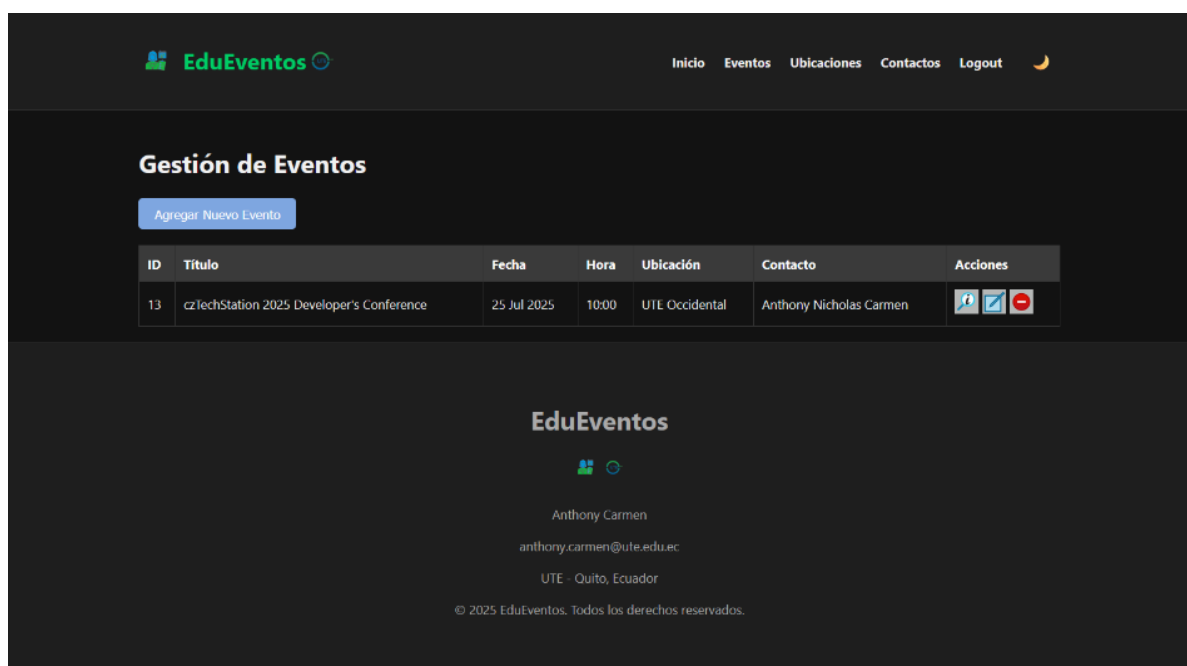 EduEventos
Inicio Eventos Ubicaciones Contactos Logout
Gestión de Eventos
Agregar Nuevo Evento
ID Título Fecha Hora Ubicación Contacto Acciones
13 czTechStation 2025 Developer's Conference 25 Jul 2025 10:00 UTE Occidental Anthony Nicholas Carmen
EduEventos
Anthony Carmen
anthony.carmen@ute.edu.ec
UTE - Quito, Ecuador
© 2025 EduEventos. Todos los derechos reservados.